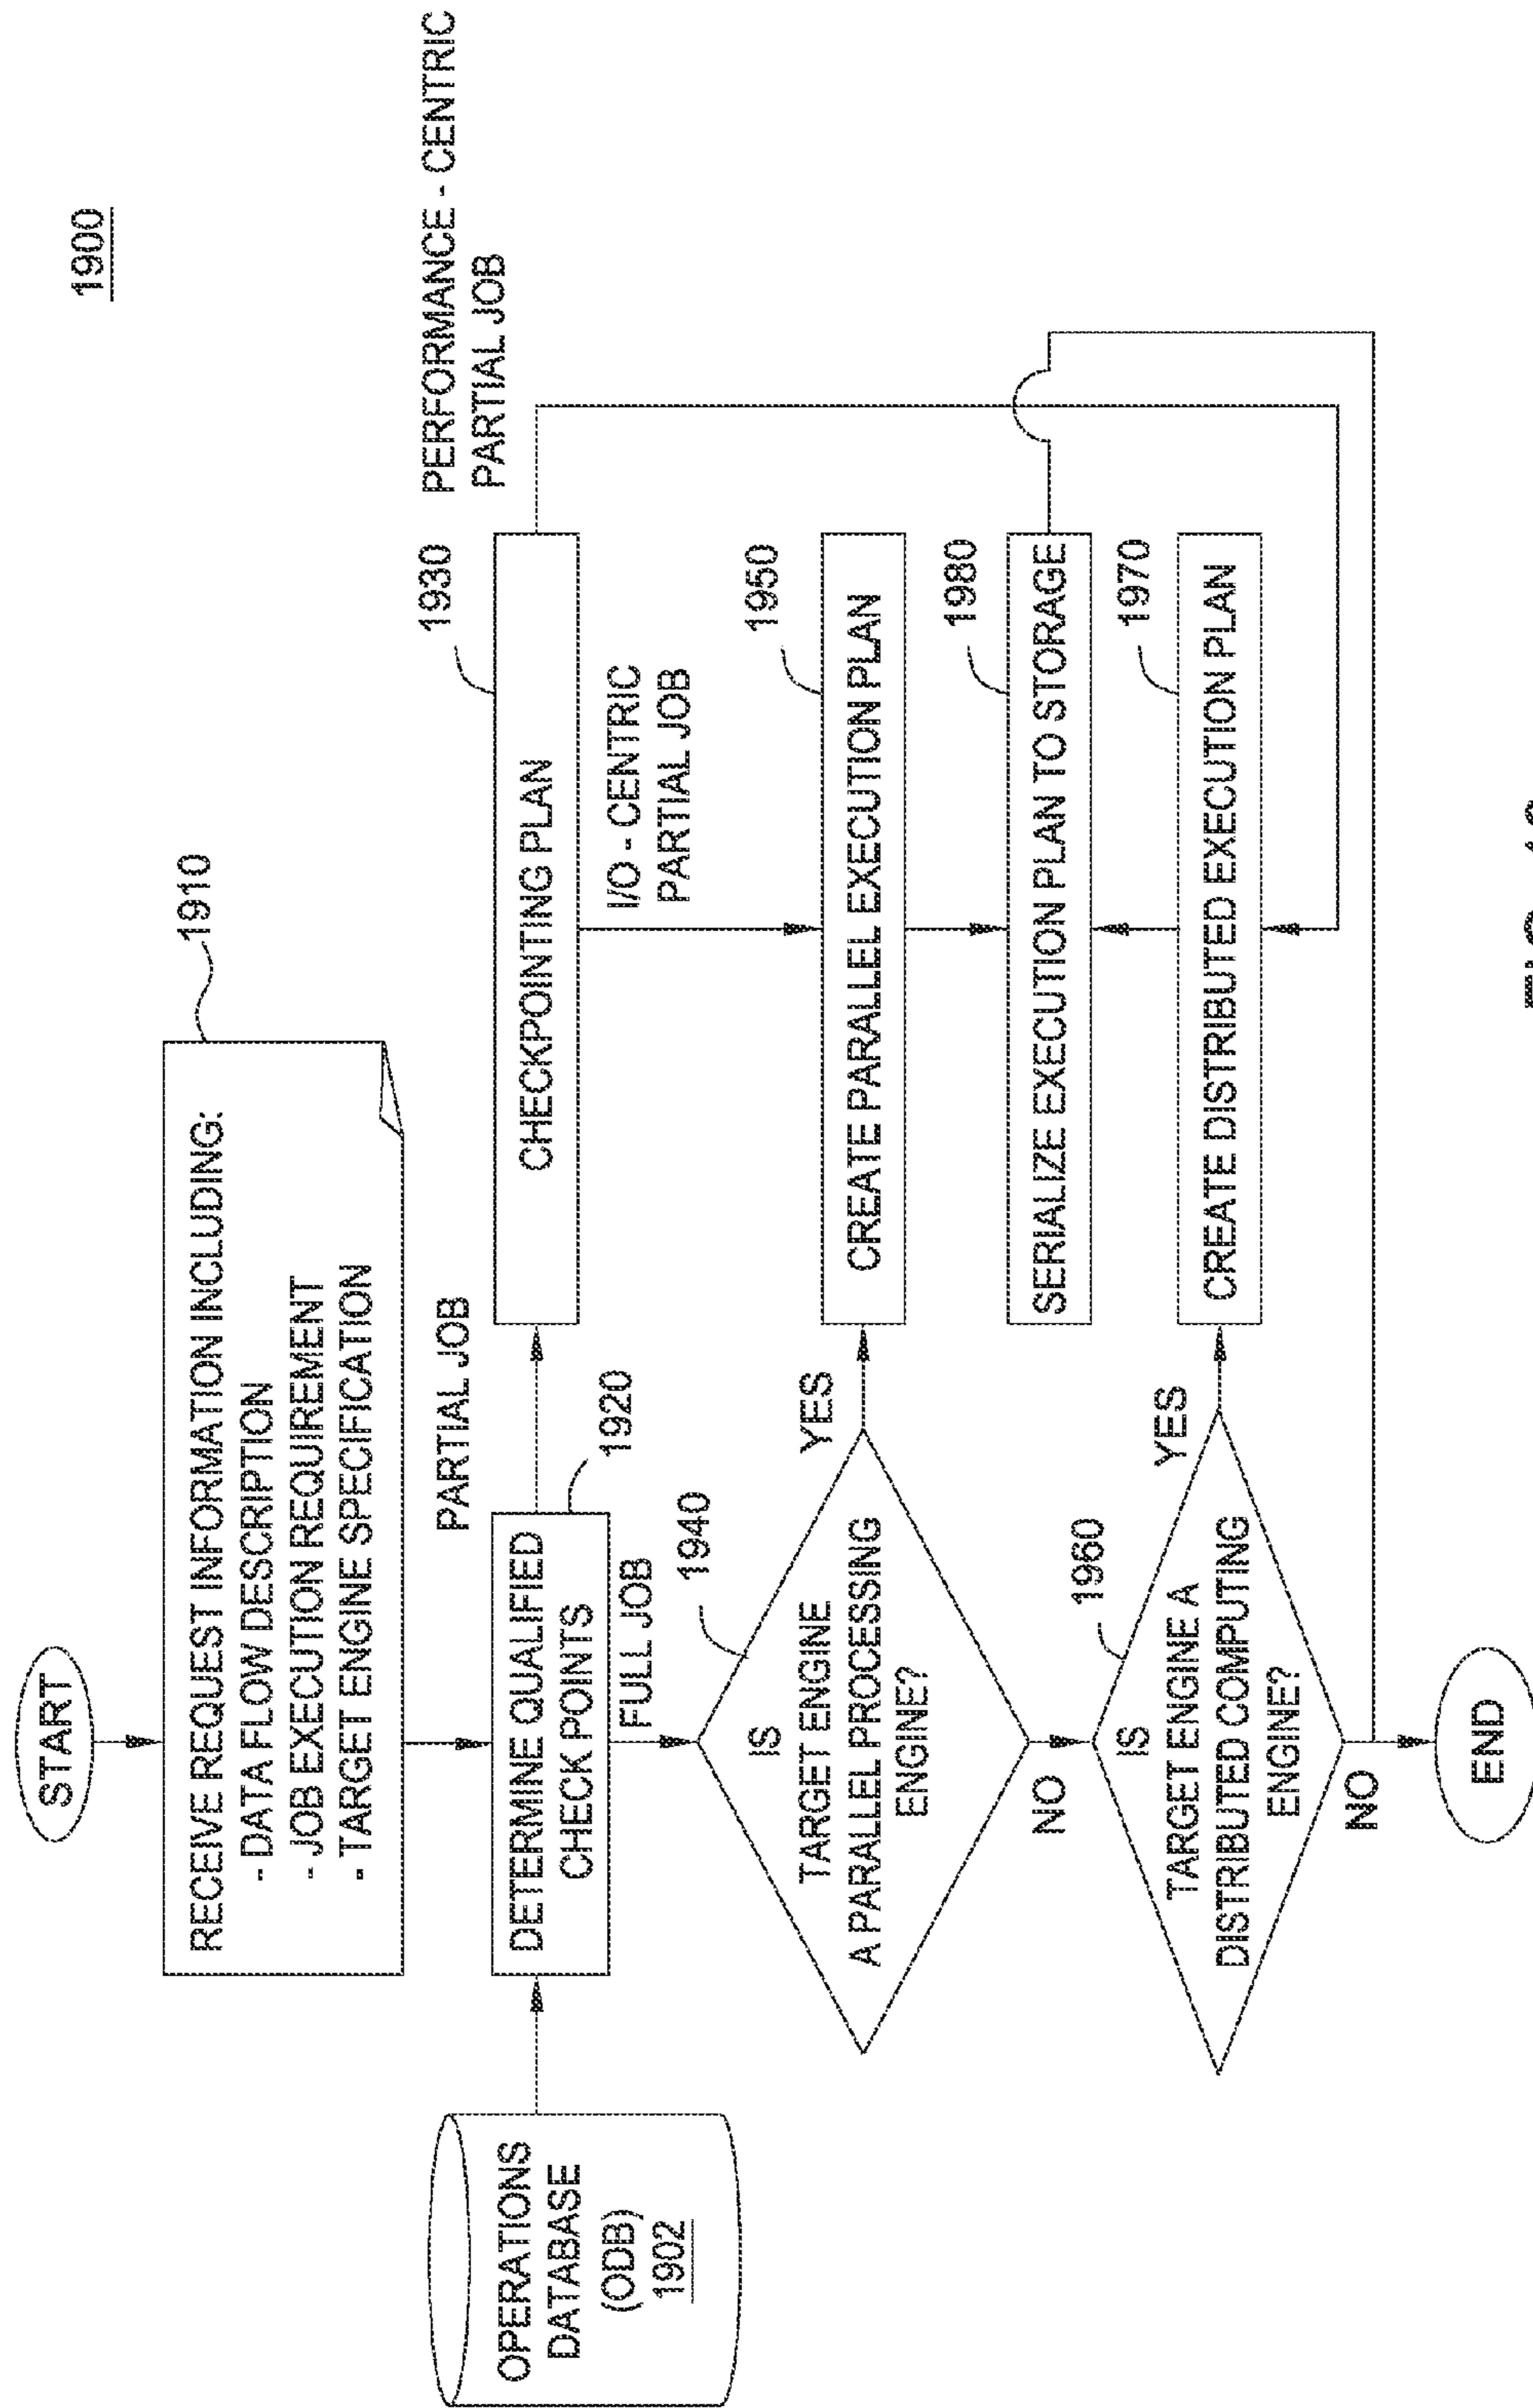 1900
START
RECEIVE REQUEST INFORMATION INCLUDING:
- DATA FLOW DESCRIPTION
- JOB EXECUTION REQUIREMENT
- TARGET ENGINE SPECIFICATION
1910
OPERATIONS
DATABASE
(ODB)
1902
DETERMINE QUALIFIED
CHECK POINTS
1920
PARTIAL JOB
CHECKPOINTING PLAN
1930
PERFORMANCE - CENTRIC
PARTIAL JOB
FULL JOB
I/O - CENTRIC
PARTIAL JOB
IS
TARGET ENGINE
A PARALLEL PROCESSING
ENGINE?
1940
YES
CREATE PARALLEL EXECUTION PLAN
1950
SERIALIZE EXECUTION PLAN TO STORAGE
1980
NO
IS
TARGET ENGINE A
DISTRIBUTED COMPUTING
ENGINE?
1960
YES
CREATE DISTRIBUTED EXECUTION PLAN
1970
NO
END